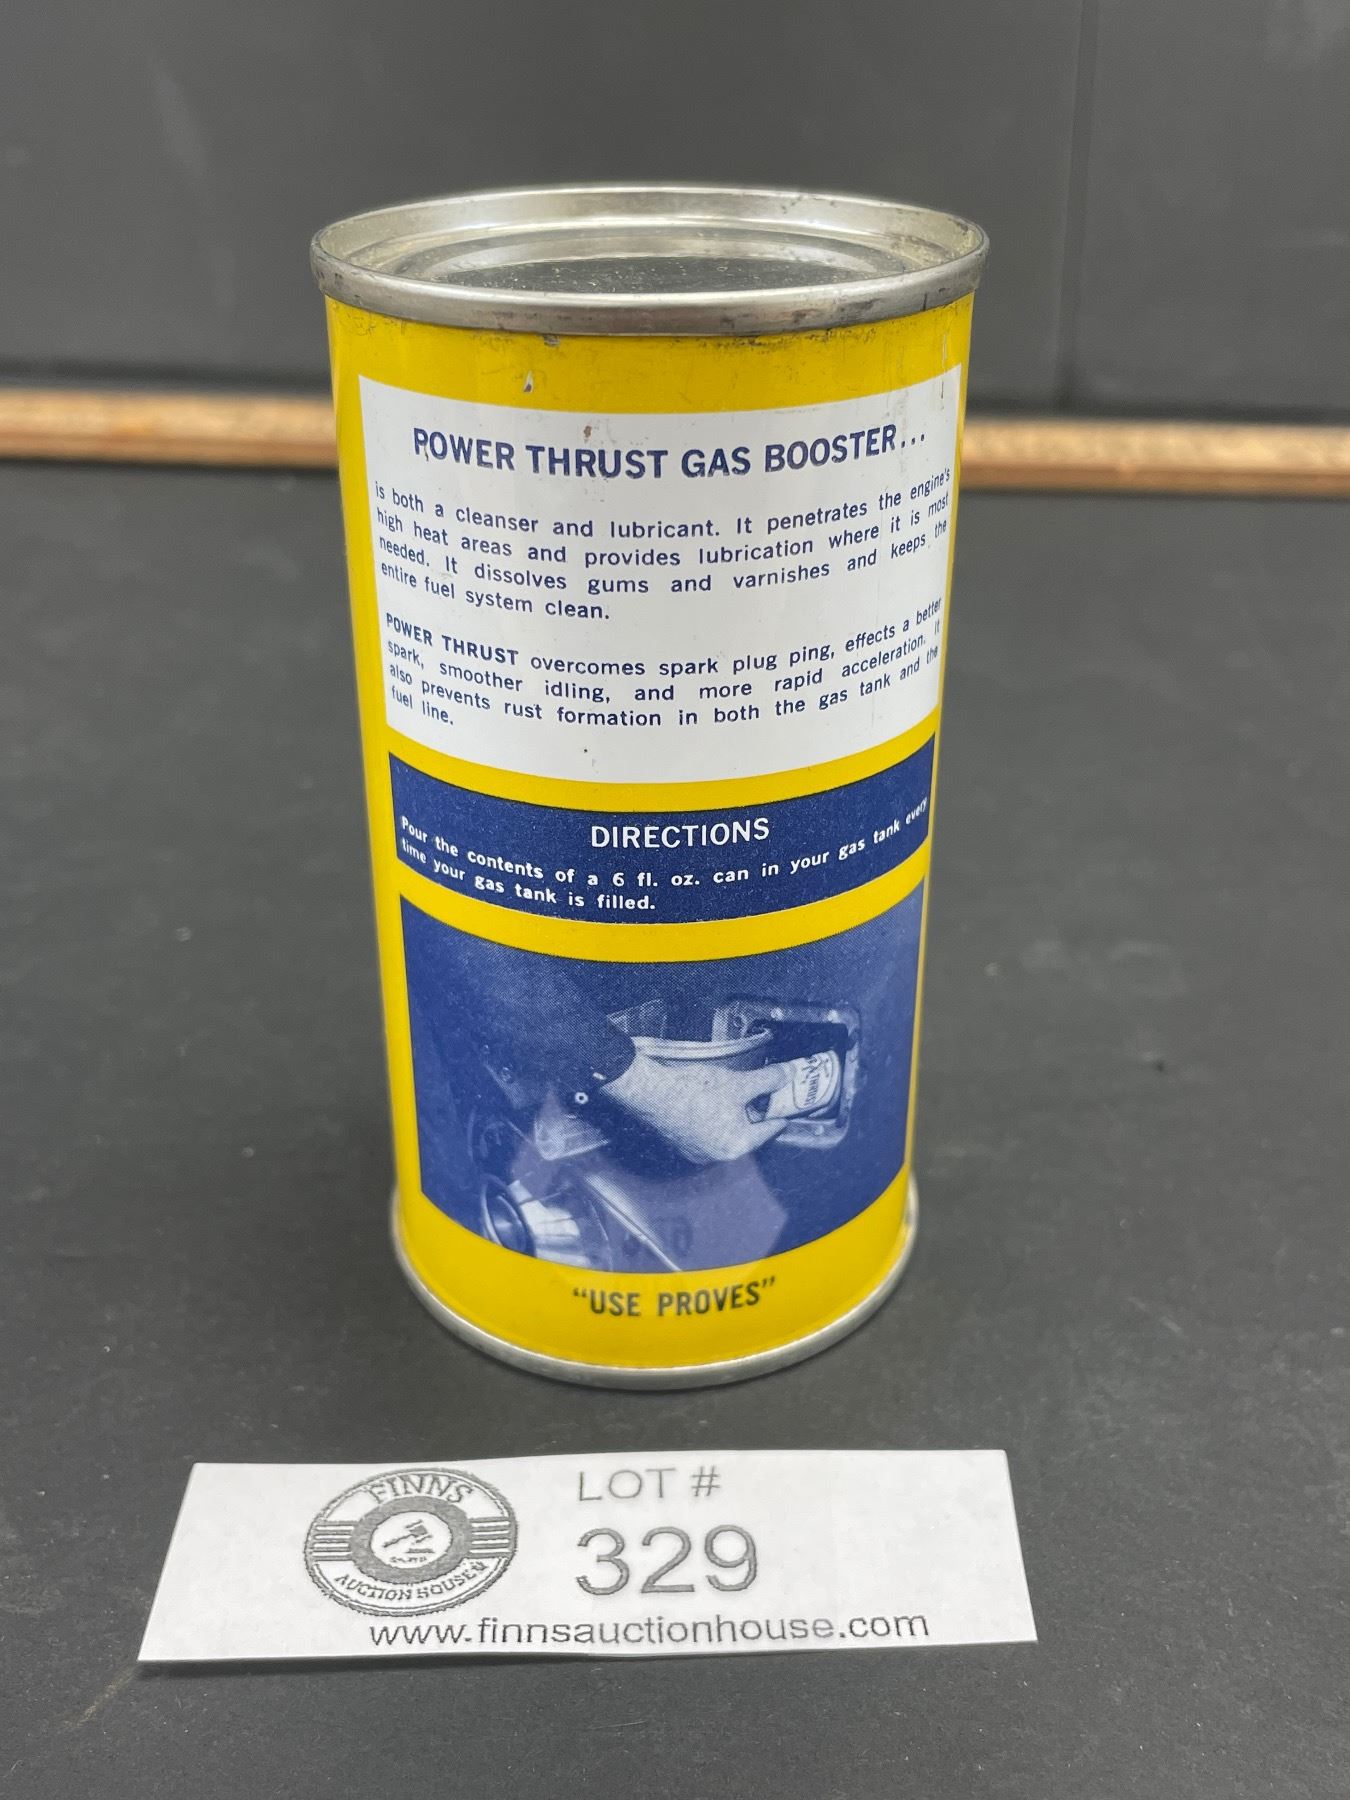 POWER THRUST GAS BOOSTER...
is both a cleanser and lubricant. It penetrates the engine's
high heat areas and provides lubrication where it is most
needed. It dissolves gums and varnishes and keeps the
entire fuel system clean.
POWER THRUST overcomes spark plug ping, effects a better
spark, smoother idling, and more rapid acceleration. It
also prevents rust formation in both the gas tank and the
fuel line.
DIRECTIONS
Pour the contents of a 6 fl. oz. can in your gas tank every
time your gas tank is filled.
THRUST
"USE PROVES"
FINNS
AUCTION HOUSE
LOT #
329
www.finnsauctionhouse.com